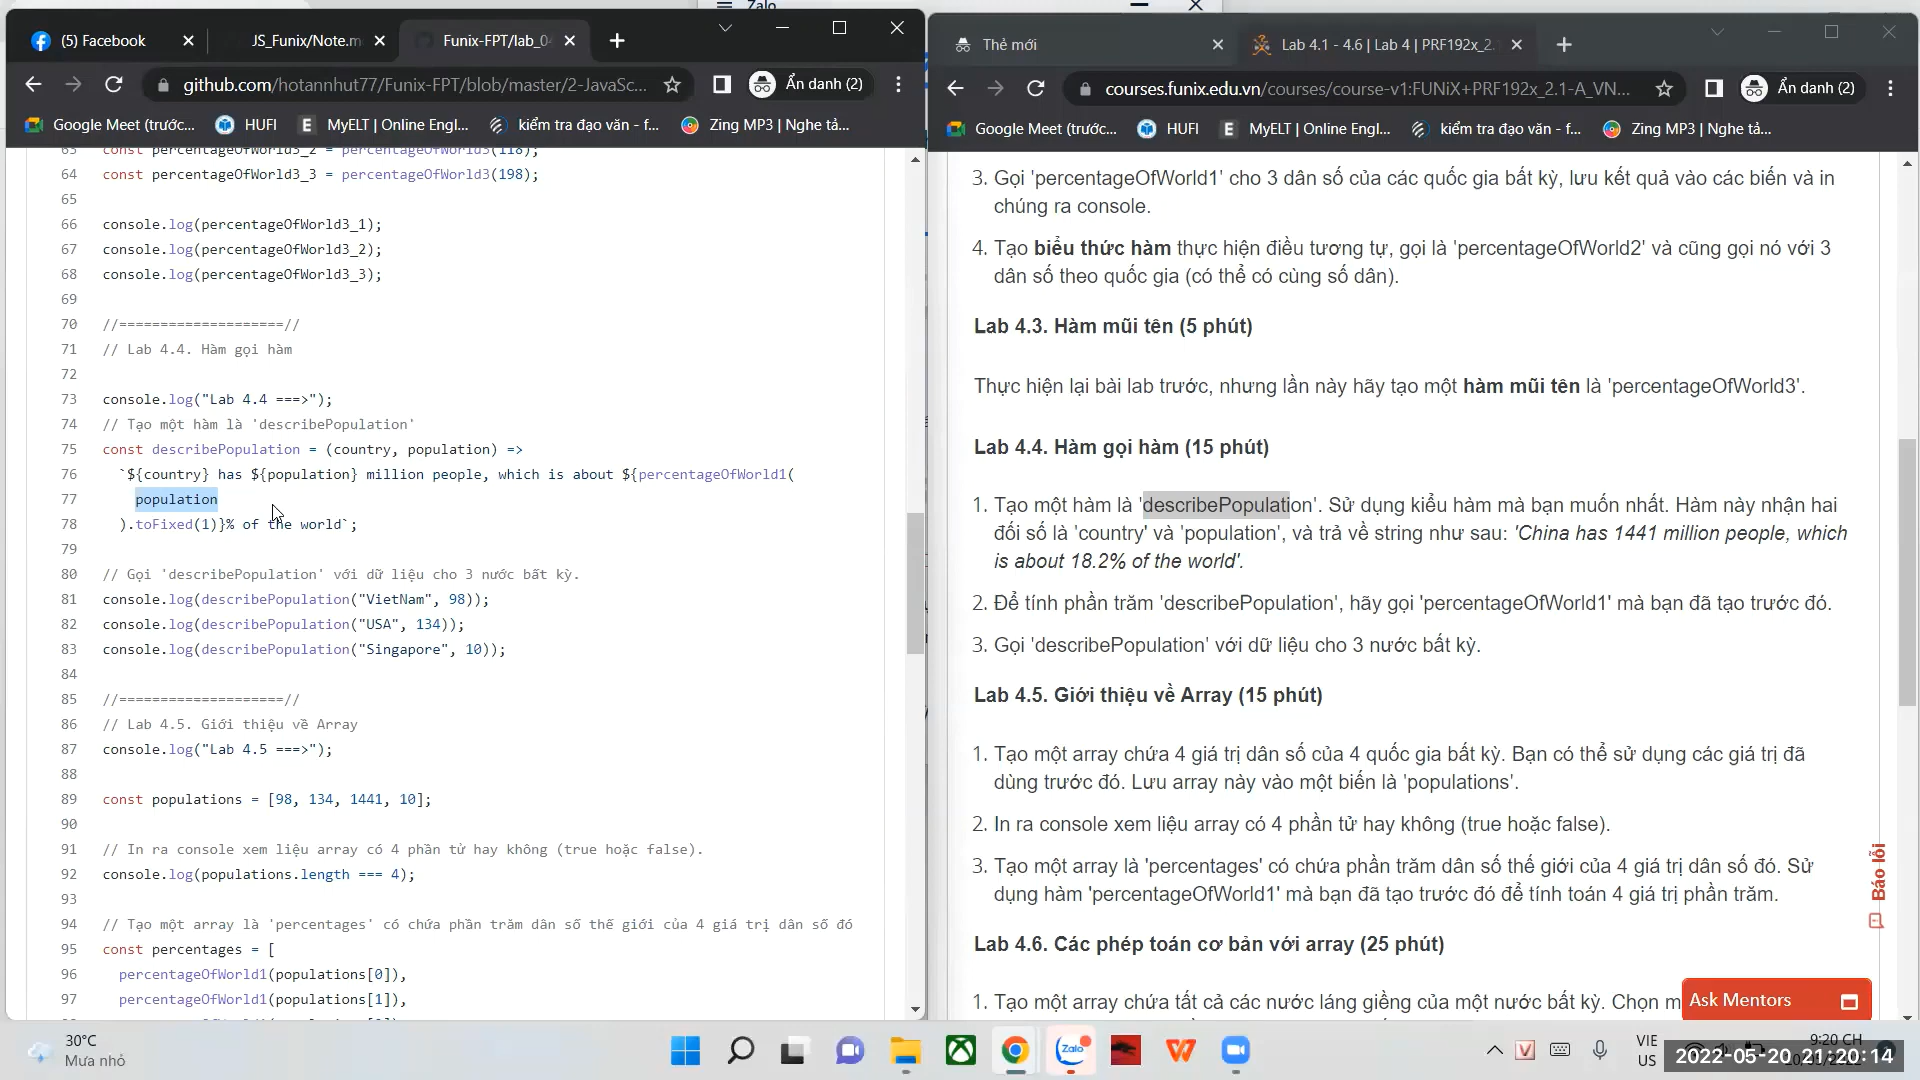 Zalo
(5) Facebook
JS_Funix/Note.m
Funix-FPT/lab_0
github.com/hotannhut77/Funix-FPT/blob/master/2-JavaSc...
Ẩn danh (2)
Google Meet (trước...
HUFI
MyELT | Online Engl...
kiểm tra đạo văn - f...
Zing MP3 | Nghe tả...
65 const percentageOfWorld3_2 = percentageOfWorld3(118);
64 const percentageOfWorld3_3 = percentageOfWorld3(198);
65
66 console.log(percentageOfWorld3_1);
67 console.log(percentageOfWorld3_2);
68 console.log(percentageOfWorld3_3);
69
70 //====================//
71 // Lab 4.4. Hàm gọi hàm
72
73 console.log("Lab 4.4 ===>");
74 // Tạo một hàm là 'describePopulation'
75 const describePopulation = (country, population) =>
76 `${country} has ${population} million people, which is about ${percentageOfWorld1(
77 population
78 ).toFixed(1)}% of the world`;
79
80 // Gọi 'describePopulation' với dữ liệu cho 3 nước bất kỳ.
81 console.log(describePopulation("VietNam", 98));
82 console.log(describePopulation("USA", 134));
83 console.log(describePopulation("Singapore", 10));
84
85 //====================//
86 // Lab 4.5. Giới thiệu về Array
87 console.log("Lab 4.5 ===>");
88
89 const populations = [98, 134, 1441, 10];
90
91 // In ra console xem liệu array có 4 phần tử hay không (true hoặc false).
92 console.log(populations.length === 4);
93
94 // Tạo một array là 'percentages' có chứa phần trăm dân số thế giới của 4 giá trị dân số đó
95 const percentages = [
96 percentageOfWorld1(populations[0]),
97 percentageOfWorld1(populations[1]),
Thẻ mới
Lab 4.1 - 4.6 | Lab 4 | PRF192x_2.
courses.funix.edu.vn/courses/course-v1:FUNiX+PRF192x_2.1-A_VN...
Ẩn danh (2)
Google Meet (trước...
HUFI
MyELT | Online Engl...
kiểm tra đạo văn - f...
Zing MP3 | Nghe tả...
3. Gọi 'percentageOfWorld1' cho 3 dân số của các quốc gia bất kỳ, lưu kết quả vào các biến và in
chúng ra console.
4. Tạo biểu thức hàm thực hiện điều tương tự, gọi là 'percentageOfWorld2' và cũng gọi nó với 3
dân số theo quốc gia (có thể có cùng số dân).
Lab 4.3. Hàm mũi tên (5 phút)
Thực hiện lại bài lab trước, nhưng lần này hãy tạo một hàm mũi tên là 'percentageOfWorld3'.
Lab 4.4. Hàm gọi hàm (15 phút)
1. Tạo một hàm là 'describePopulation'. Sử dụng kiểu hàm mà bạn muốn nhất. Hàm này nhận hai
đối số là 'country' và 'population', và trả về string như sau: 'China has 1441 million people, which
is about 18.2% of the world'.
2. Để tính phần trăm 'describePopulation', hãy gọi 'percentageOfWorld1' mà bạn đã tạo trước đó.
3. Gọi 'describePopulation' với dữ liệu cho 3 nước bất kỳ.
Lab 4.5. Giới thiệu về Array (15 phút)
1. Tạo một array chứa 4 giá trị dân số của 4 quốc gia bất kỳ. Bạn có thể sử dụng các giá trị đã
dùng trước đó. Lưu array này vào một biến là 'populations'.
2. In ra console xem liệu array có 4 phần tử hay không (true hoặc false).
3. Tạo một array là 'percentages' có chứa phần trăm dân số thế giới của 4 giá trị dân số đó. Sử
dụng hàm 'percentageOfWorld1' mà bạn đã tạo trước đó để tính toán 4 giá trị phần trăm.
Lab 4.6. Các phép toán cơ bản với array (25 phút)
1. Tạo một array chứa tất cả các nước láng giềng của một nước bất kỳ. Chọn m
Báo lỗi
Ask Mentors
30°C
Mưa nhỏ
Zalo
VIE
US
9:20 CH
2022-05-20 21:20:14